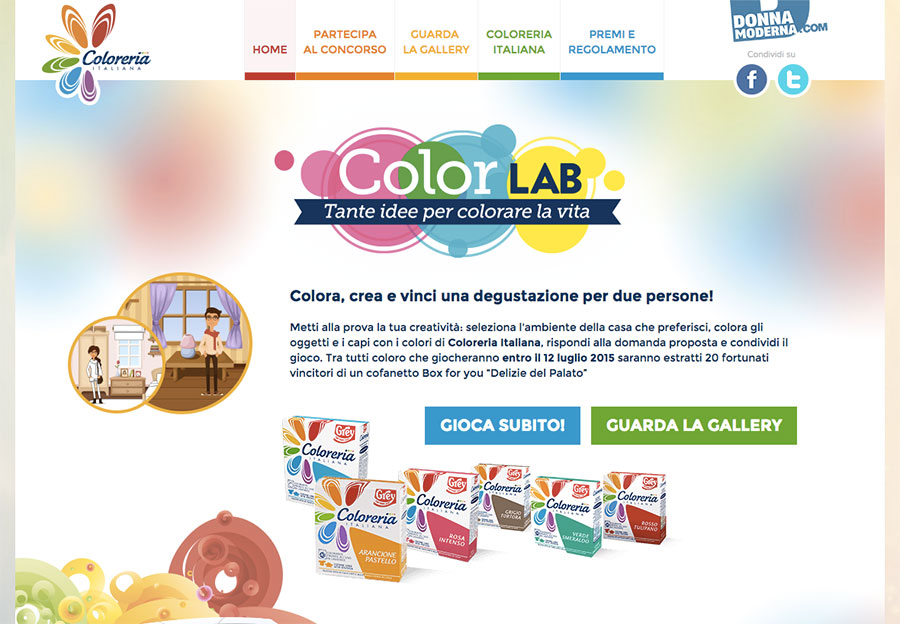 Coloreria
ITALIANA
HOME
PARTECIPA
AL CONCORSO
GUARDA
LA GALLERY
COLORERIA
ITALIANA
PREMI E
REGOLAMENTO
DONNA
MODERNA.COM
Condividi su
f
t
Color LAB
Tante idee per colorare la vita
Colora, crea e vinci una degustazione per due persone!
Metti alla prova la tua creatività: seleziona l'ambiente della casa che preferisci, colora gli
oggetti e i capi con i colori di Coloreria Italiana, rispondi alla domanda proposta e condividi il
gioco. Tra tutti coloro che giocheranno entro il 12 luglio 2015 saranno estratti 20 fortunati
vincitori di un cofanetto Box for you "Delizie del Palato"
GIOCA SUBITO!
GUARDA LA GALLERY
Grey
Coloreria
ITALIANA
Grey
Coloreria
ITALIANA
ARANCIONE
PASTELLO
Grey
Coloreria
ITALIANA
ROSA
INTENSO
Grey
Coloreria
ITALIANA
GRIGIO
TORTORA
Grey
Coloreria
ITALIANA
VERDE
SMERALDO
Grey
Coloreria
ITALIANA
ROSSO
TULIPANO